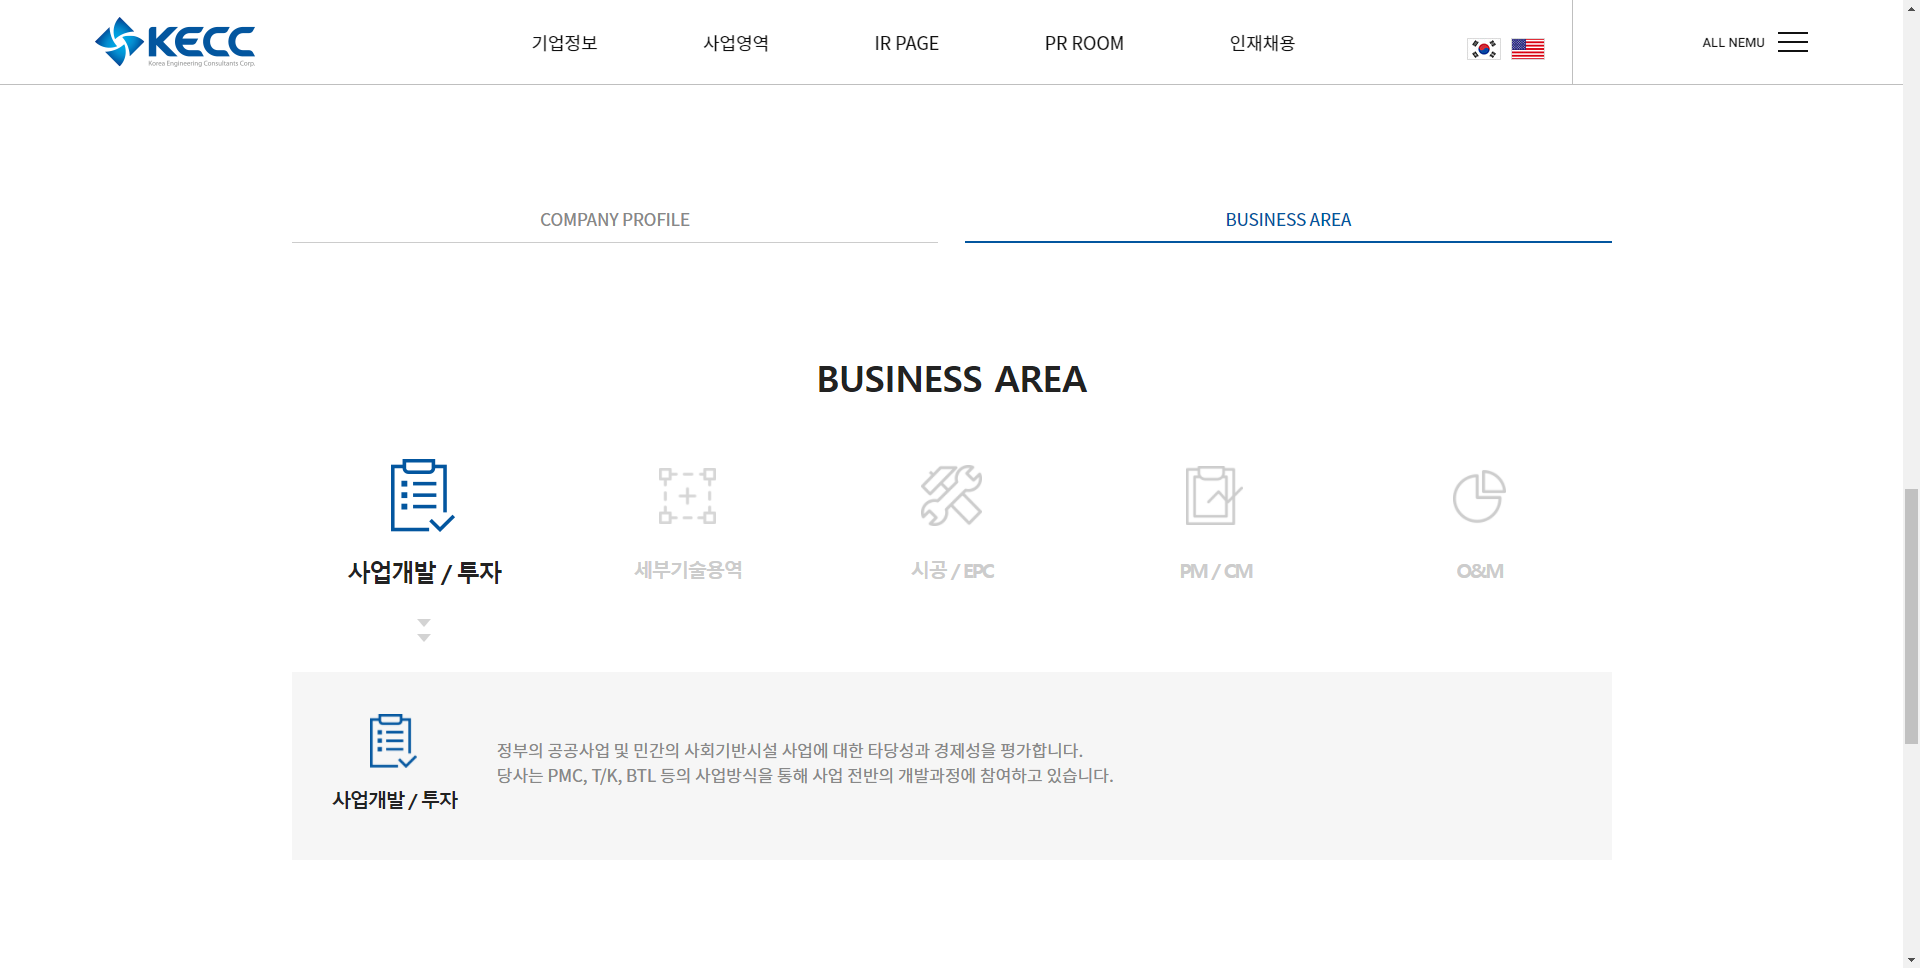 KECC
Korea Engineering Consultants Corp.
기업정보
사업영역
IR PAGE
PR ROOM
인재채용
ALL NEMU
COMPANY PROFILE
BUSINESS AREA
BUSINESS AREA
사업개발 / 투자
세부기술용역
시공 / EPC
PM / CM
O&M
사업개발 / 투자
정부의 공공사업 및 민간의 사회기반시설 사업에 대한 타당성과 경제성을 평가합니다.
당사는 PMC, T/K, BTL 등의 사업방식을 통해 사업 전반의 개발과정에 참여하고 있습니다.